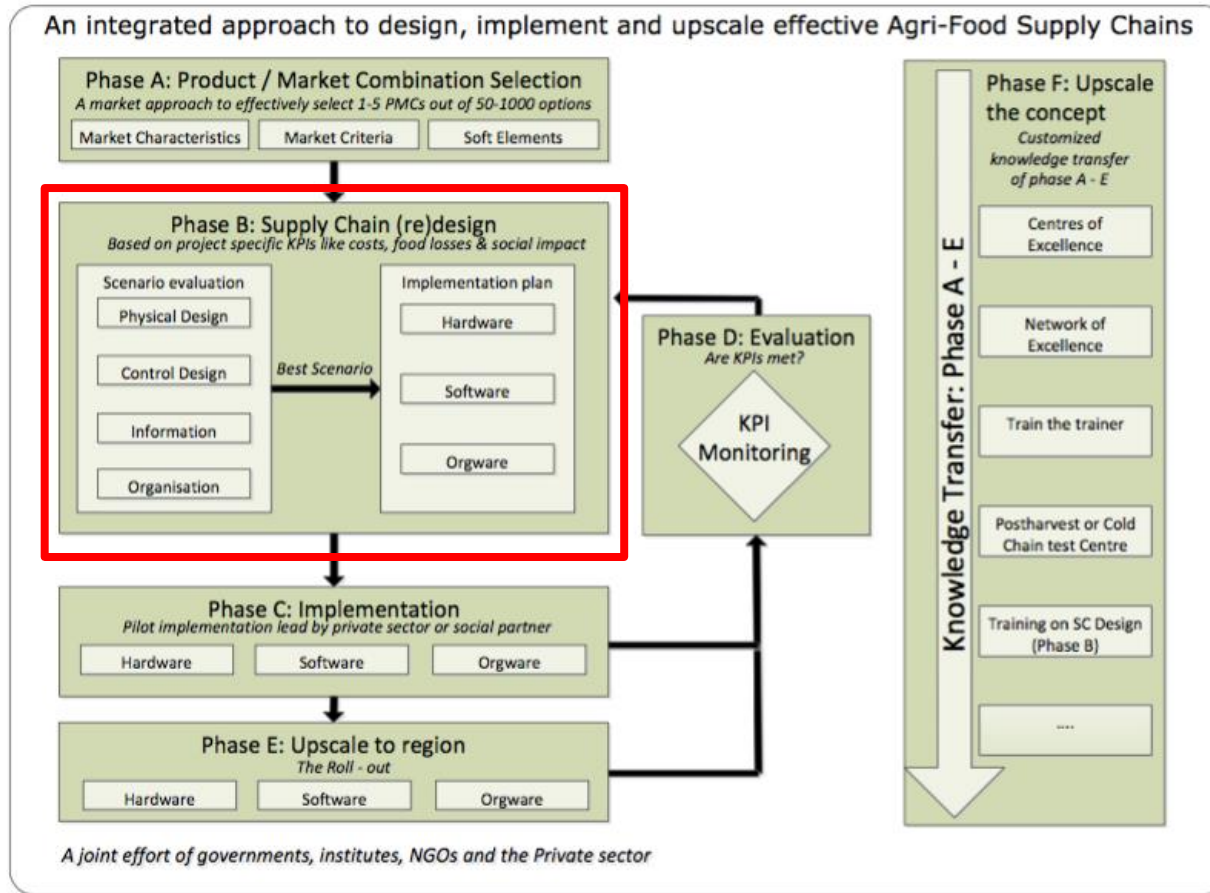 An integrated approach to design, implement and upscale effective Agri-Food Supply Chains
Phase A: Product / Market Combination Selection
A market approach to effectively select 1-5 PMCs out of 50-1000 options
Market Characteristics
Market Criteria
Soft Elements
Phase B: Supply Chain (re)design
Based on project specific KPIs like costs, food losses & social impact
Scenario evaluation
Physical Design
Control Design
Information
Organisation
Best Scenario
Implementation plan
Hardware
Software
Orgware
Phase D: Evaluation
Are KPIs met?
KPI
Monitoring
Phase C: Implementation
Pilot implementation lead by private sector or social partner
Hardware
Software
Orgware
Phase E: Upscale to region
The Roll - out
Hardware
Software
Orgware
A joint effort of governments, institutes, NGOs and the Private sector
Knowledge Transfer: Phase A - E
Phase F: Upscale
the concept
Customized
knowledge transfer
of phase A - E
Centres of
Excellence
Network of
Excellence
Train the trainer
Postharvest or Cold
Chain test Centre
Training on SC Design
(Phase B)
....